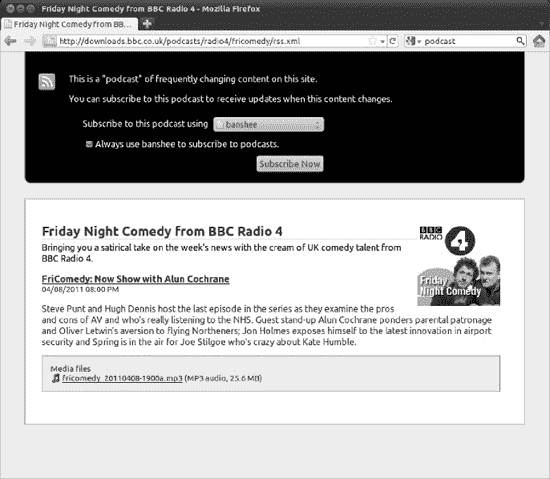 Friday Night Comedy from BBC Radio 4 - Mozilla Firefox
Friday Night Comedy from BB...
http://downloads.bbc.co.uk/podcasts/radio4/fricomedy/rss.xml
podcast
This is a "podcast" of frequently changing content on this site.
You can subscribe to this podcast to receive updates when this content changes.
Subscribe to this podcast using banshee
Always use banshee to subscribe to podcasts.
Subscribe Now
Friday Night Comedy from BBC Radio 4
Bringing you a satirical take on the week's news with the cream of UK comedy talent from
BBC Radio 4.
BBC
RADIO 4
Friday
Night Comedy
FriComedy: Now Show with Alun Cochrane
04/08/2011 08:00 PM
Steve Punt and Hugh Dennis host the last episode in the series as they examine the pros
and cons of AV and who's really listening to the NHS. Guest stand-up Alun Cochrane ponders parental patronage
and Oliver Letwin's aversion to flying Northeners; Jon Holmes exposes himself to the latest innovation in airport
security and Spring is in the air for Joe Stilgoe who's crazy about Kate Humble.
Media files
fricomedy_20110408-1900a.mp3 (MP3 audio, 25.6 MB)